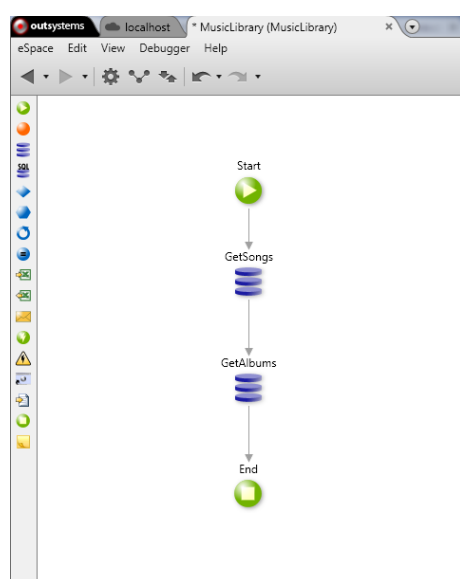 outsystems localhost * MusicLibrary (MusicLibrary) ×
eSpace Edit View Debugger Help
SQL
Start
GetSongs
GetAlbums
End